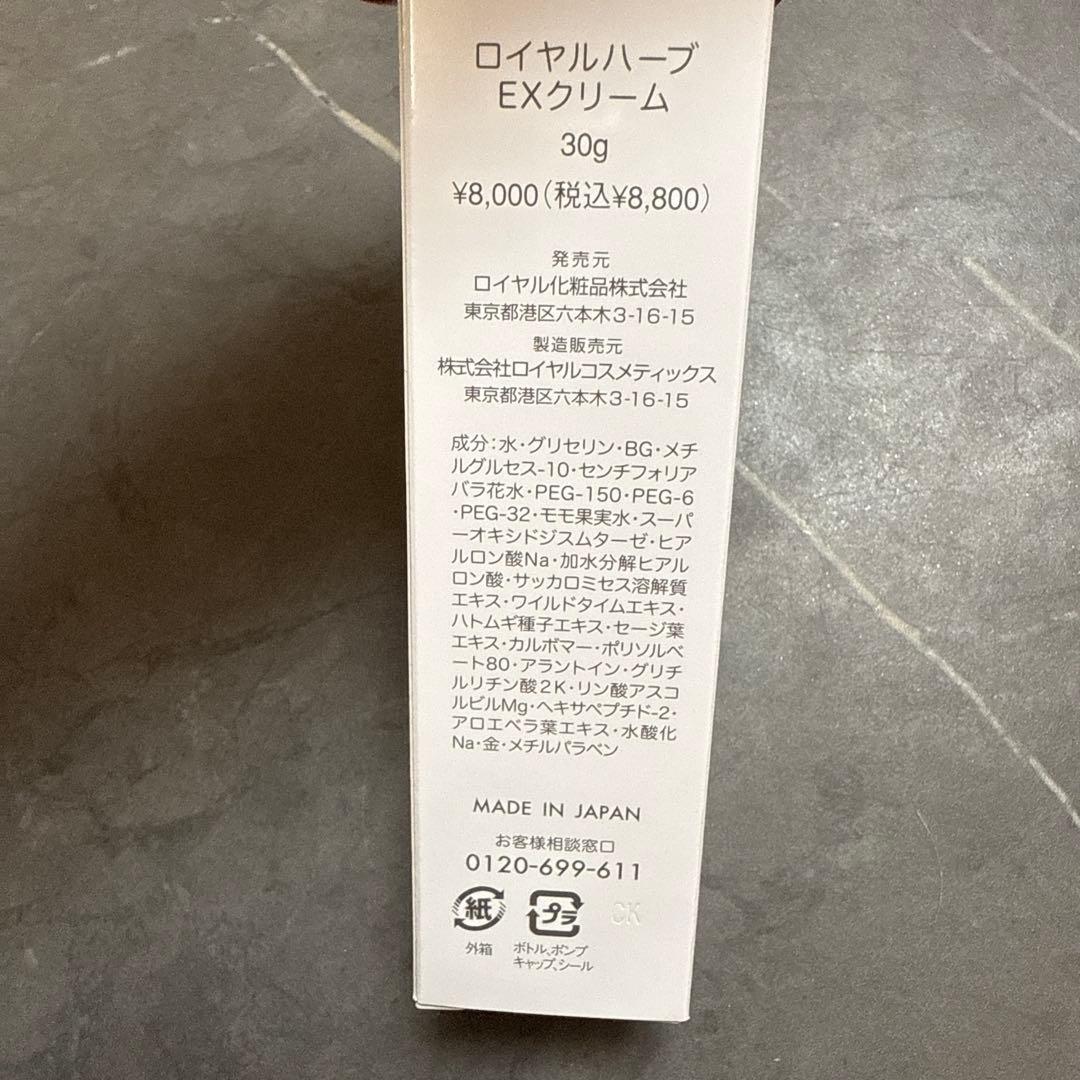 ロイヤルハーブ
EXクリーム
30g
¥8,000(税込¥8,800)
発売元
ロイヤル化粧品株式会社
東京都港区六本木3-16-15
製造販売元
株式会社ロイヤルコスメティックス
東京都港区六本木3-16-15
成分:水・グリセリン・BG・メチ
ルグルセス-10・センチフォリア
バラ花水・PEG-150・PEG-6
・PEG-32・モモ果実水・スーパ
ーオキシドジスムターゼ・ヒア
ルロン酸Na・加水分解ヒアル
ロン酸・サッカロミセス溶解質
エキス・ワイルドタイムエキス・
ハトムギ種子エキス・セージ葉
エキス・カルボマー・ポリソルベ
ート80・アラントイン・グリチ
ルリチン酸2K・リン酸アスコ
ルビルMg・ヘキサペプチド-2・
アロエベラ葉エキス・水酸化
Na・金・メチルパラベン
MADE IN JAPAN
お客様相談窓口
0120-699-611
紙
プラ
CK
外箱
ボトル、ポンプ
キャップ、シール